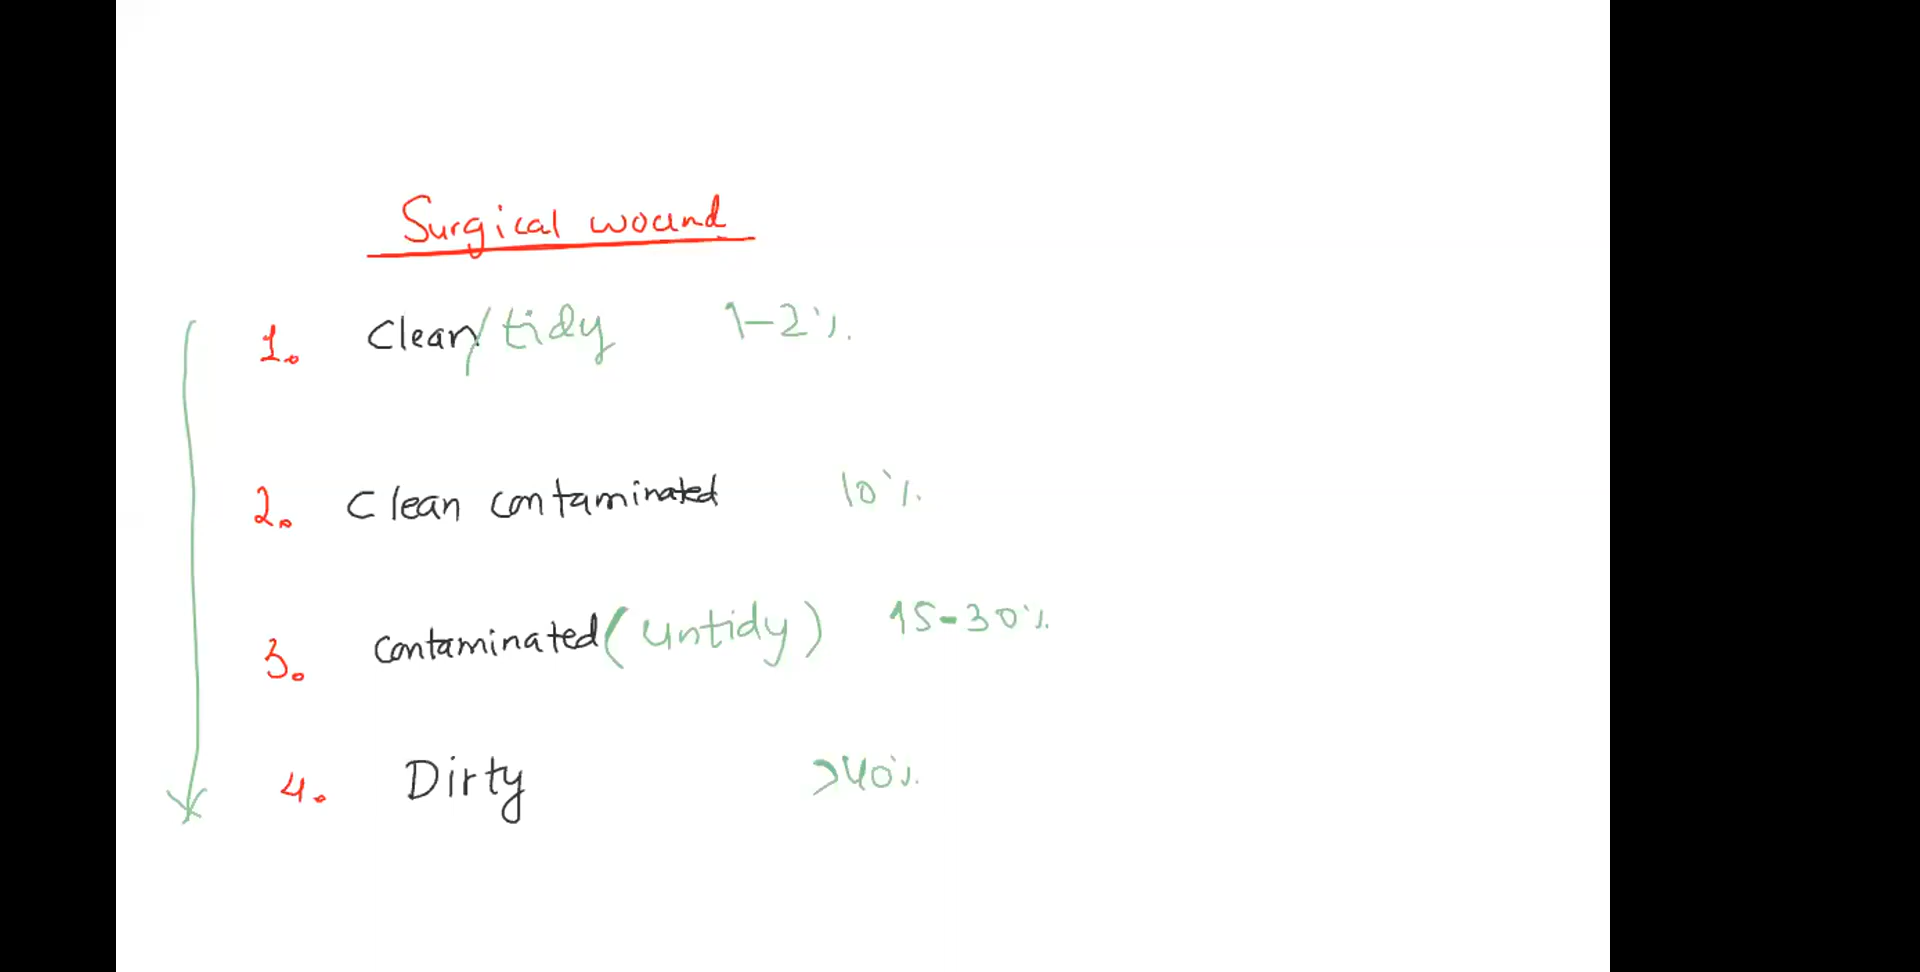 Surgical wound
1. Clean/tidy 1-2%.
2. Clean contaminated 10%.
3. contaminated (untidy) 15-30%.
4. Dirty >40%.